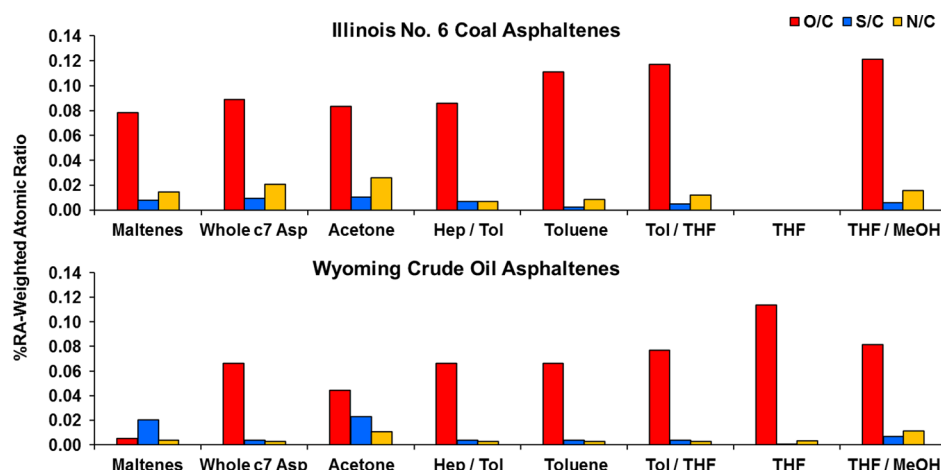 Illinois No. 6 Coal Asphaltenes
O/C S/C N/C
0.14
0.12
0.10
0.08
0.06
0.04
0.02
0.00
Maltenes Whole c7 Asp Acetone Hep / Tol Toluene Tol / THF THF THF / MeOH
%RA-Weighted Atomic Ratio
Wyoming Crude Oil Asphaltenes
0.14
0.12
0.10
0.08
0.06
0.04
0.02
0.00
Maltenes Whole c7 Asp Acetone Hep / Tol Toluene Tol / THF THF THF / MeOH